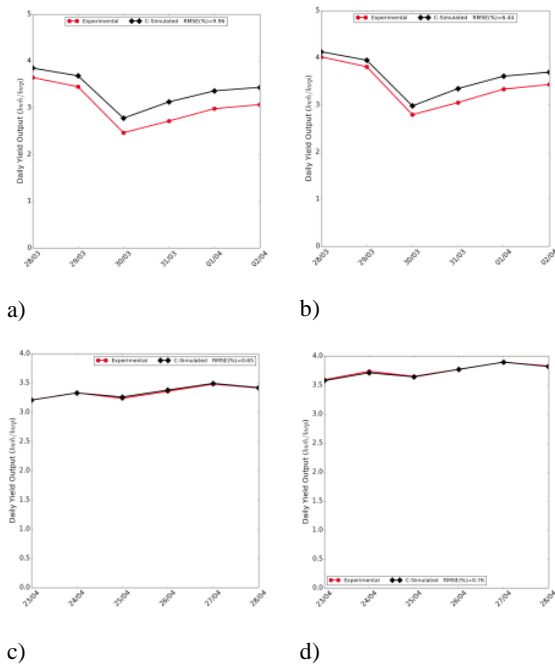 Experimental C-Simulated RMSE(%)=9.96
5
4
3
2
1
0
Daily Yield Output (kwh/kwp)
28/03 29/03 30/03 31/03 01/04 02/04
a)
Experimental C-Simulated RMSE(%)=6.44
5
4
3
2
1
0
Daily Yield Output (kwh/kwp)
28/03 29/03 30/03 31/03 01/04 02/04
b)
Experimental C-Simulated RMSE(%)=0.65
4.0
3.5
3.0
2.5
2.0
1.5
1.0
0.5
0.0
Daily Yield Output (kwh/kwp)
23/04 24/04 25/04 26/04 27/04 28/04
c)
4.0
3.5
3.0
2.5
2.0
1.5
1.0
0.5
0.0
Daily Yield Output (kwh/kwp)
Experimental C-Simulated RMSE(%)=0.76
23/04 24/04 25/04 26/04 27/04 28/04
d)